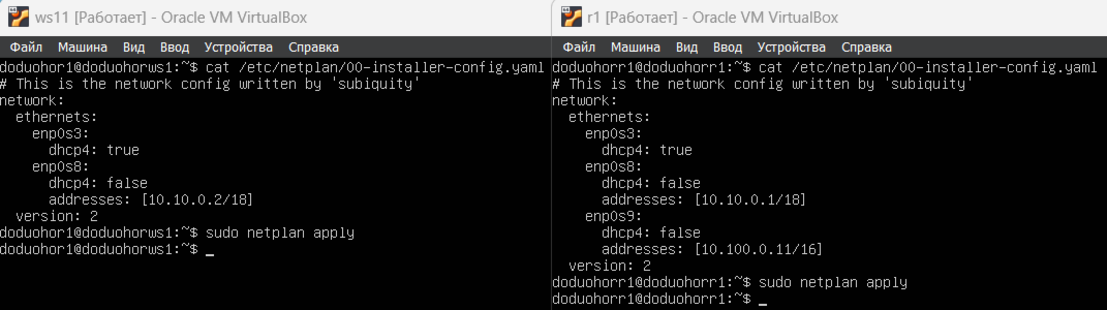 ws11 [Работает] - Oracle VM VirtualBox
Файл Машина Вид Ввод Устройства Справка
doduohor1@doduohorws1:~$ cat /etc/netplan/00-installer-config.yaml
# This is the network config written by 'subiquity'
network:
  ethernets:
    enp0s3:
      dhcp4: true
    enp0s8:
      dhcp4: false
      addresses: [10.10.0.2/18]
  version: 2
doduohor1@doduohorws1:~$ sudo netplan apply
doduohor1@doduohorws1:~$ _
r1 [Работает] - Oracle VM VirtualBox
Файл Машина Вид Ввод Устройства Справка
doduohorr1@doduohorr1:~$ cat /etc/netplan/00-installer-config.yaml
# This is the network config written by 'subiquity'
network:
  ethernets:
    enp0s3:
      dhcp4: true
    enp0s8:
      dhcp4: false
      addresses: [10.10.0.1/18]
    enp0s9:
      dhcp4: false
      addresses: [10.100.0.11/16]
  version: 2
doduohorr1@doduohorr1:~$ sudo netplan apply
doduohorr1@doduohorr1:~$ _